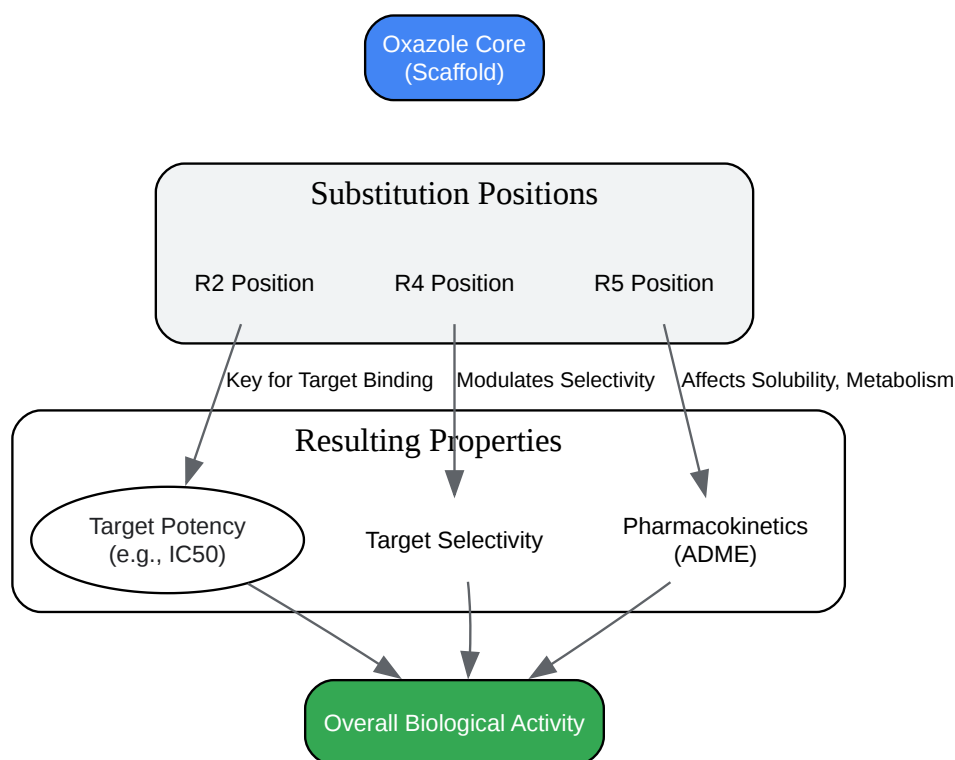 Oxazole Core
(Scaffold)
Substitution Positions
R2 Position
R4 Position
R5 Position
Key for Target Binding
Modulates Selectivity
Affects Solubility, Metabolism
Resulting Properties
Target Potency
(e.g., IC50)
Target Selectivity
Pharmacokinetics
(ADME)
Overall Biological Activity